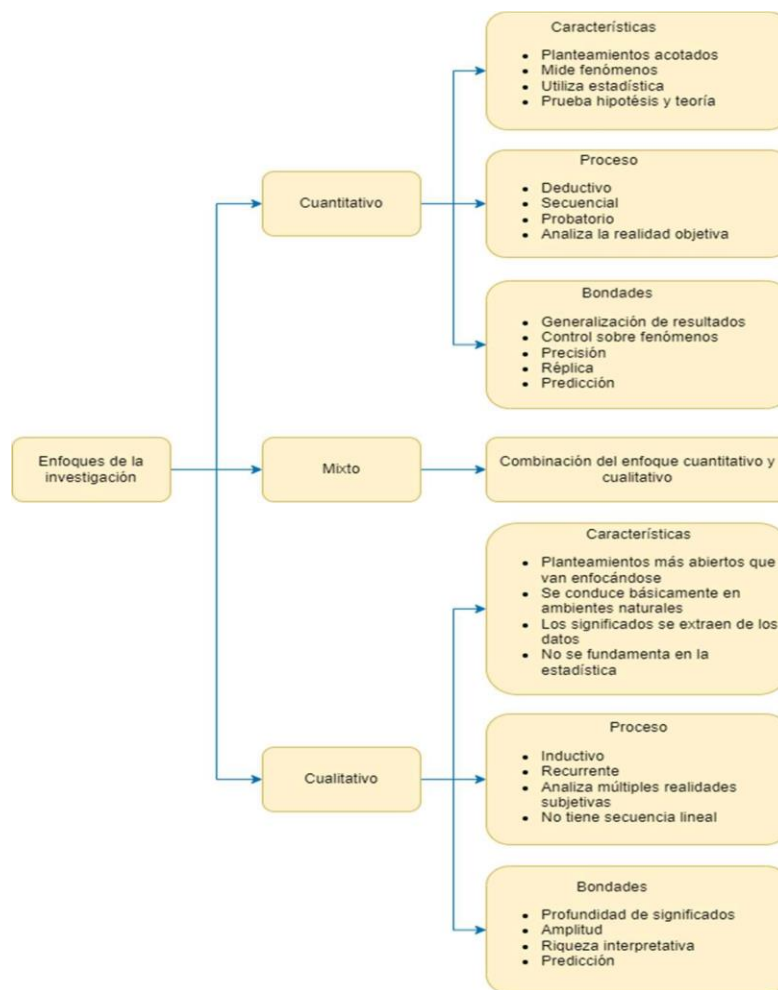 Enfoques de la
investigación
Cuantitativo
Características
• Planteamientos acotados
• Mide fenómenos
• Utiliza estadística
• Prueba hipótesis y teoría
Proceso
• Deductivo
• Secuencial
• Probatorio
• Analiza la realidad objetiva
Bondades
• Generalización de resultados
• Control sobre fenómenos
• Precisión
• Réplica
• Predicción
Mixto
Combinación del enfoque cuantitativo y
cualitativo
Cualitativo
Características
• Planteamientos más abiertos que
van enfocándose
• Se conduce básicamente en
ambientes naturales
• Los significados se extraen de los
datos
• No se fundamenta en la
estadística
Proceso
• Inductivo
• Recurrente
• Analiza múltiples realidades
subjetivas
• No tiene secuencia lineal
Bondades
• Profundidad de significados
• Amplitud
• Riqueza interpretativa
• Predicción